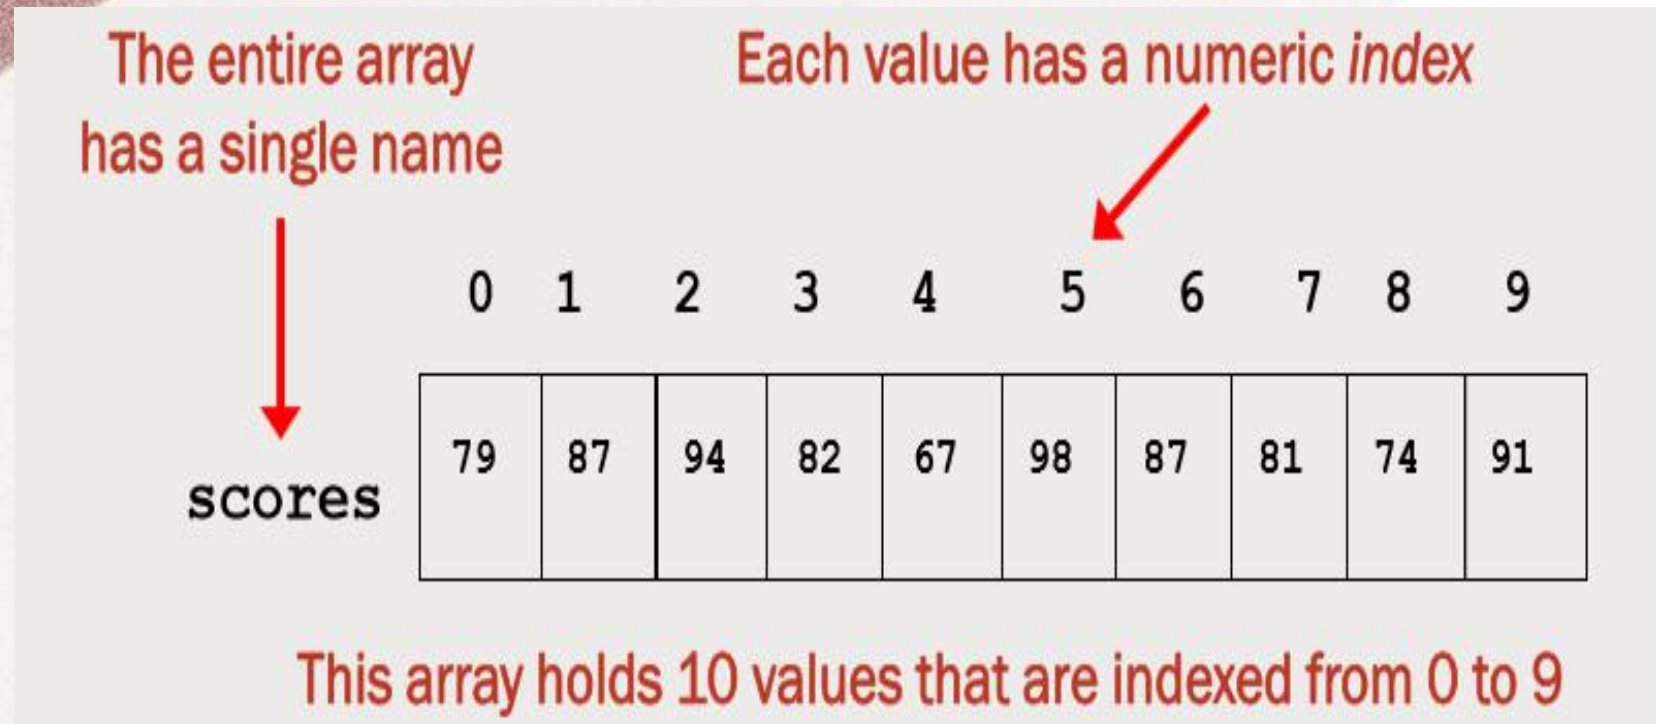 The entire array
has a single name
Each value has a numeric index
0 1 2 3 4 5 6 7 8 9
scores
79 87 94 82 67 98 87 81 74 91
This array holds 10 values that are indexed from 0 to 9